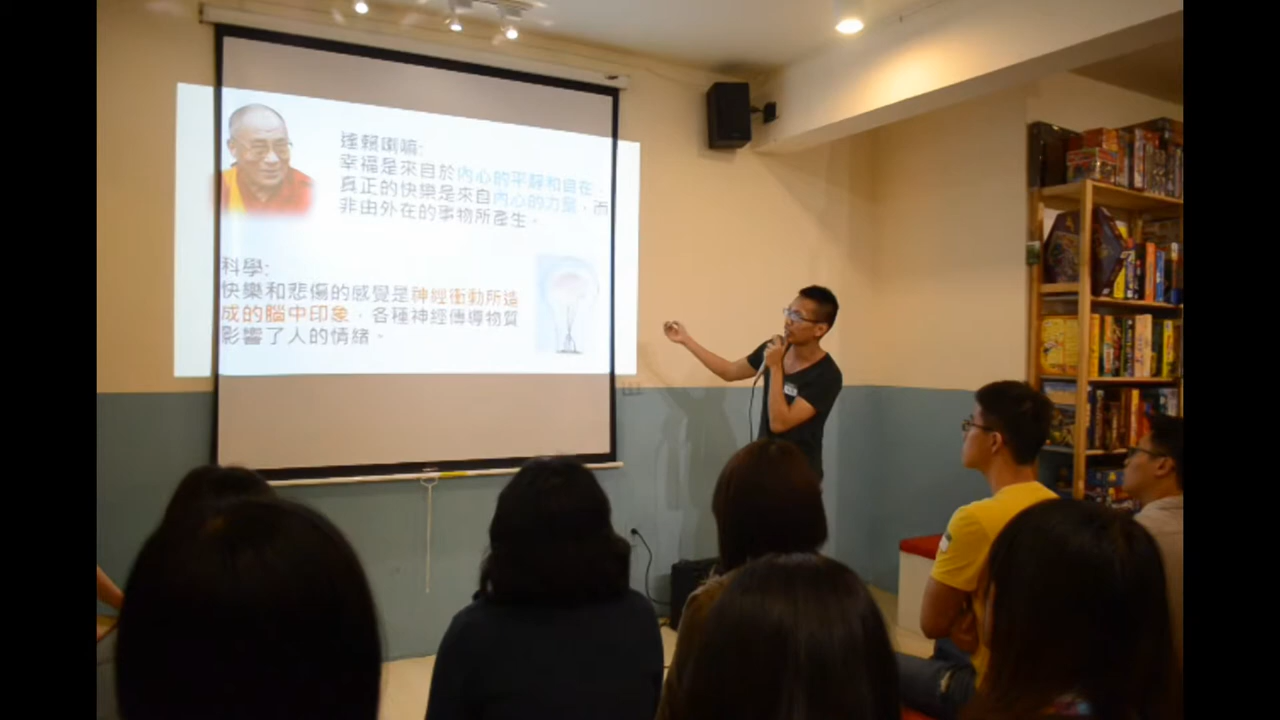 達賴喇嘛:
幸福是來自於內心的平靜和自在、
真正的快樂是來自內心的力量，而
非由外在的事物所產生。
科學:
快樂和悲傷的感覺是神經衝動所造
成的腦中印象，各種神經傳導物質
影響了人的情緒。